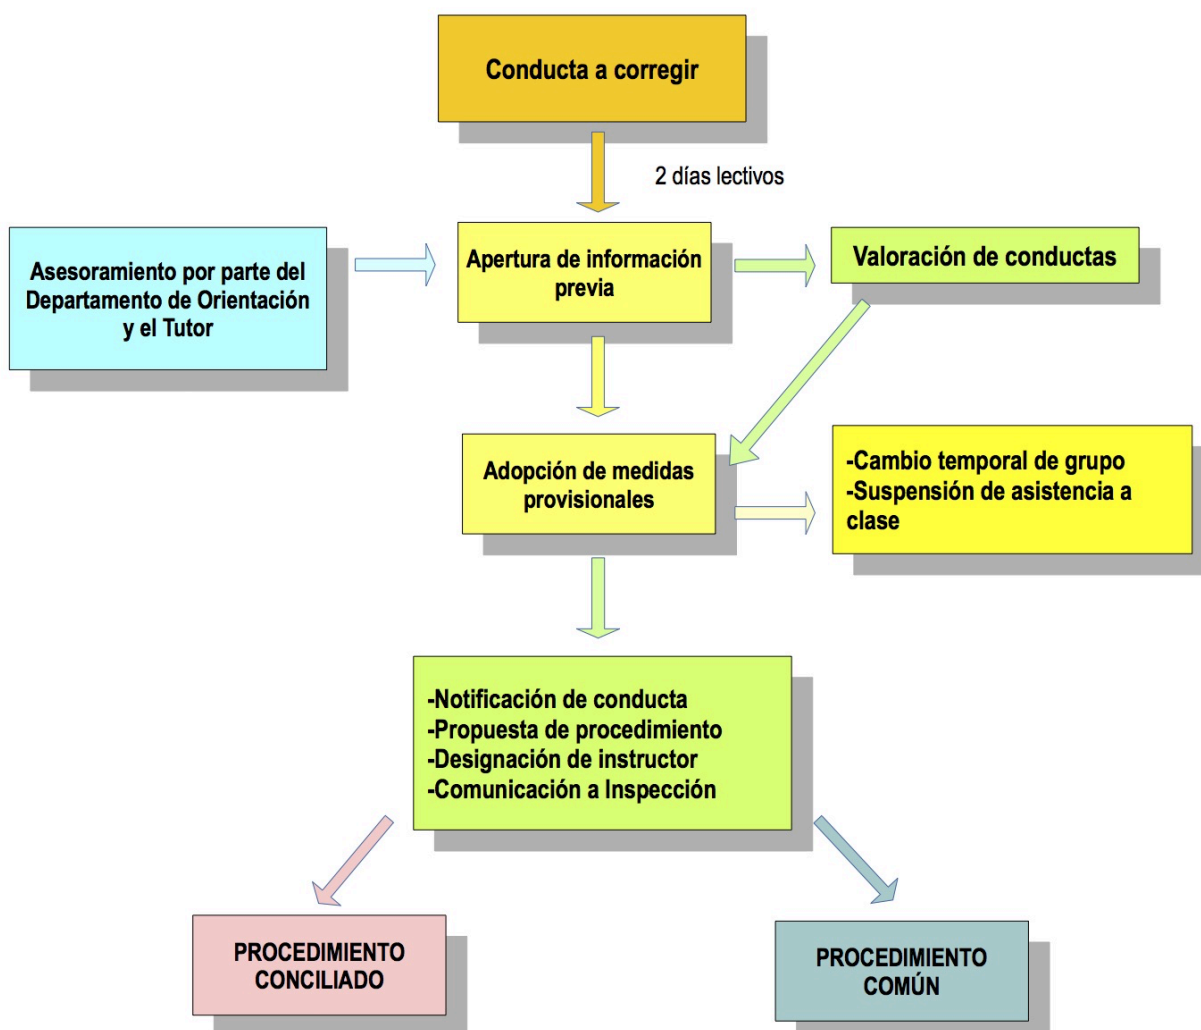 Conducta a corregir
2 días lectivos
Asesoramiento por parte del
Departamento de Orientación
y el Tutor
Apertura de información
previa
Valoración de conductas
Adopción de medidas
provisionales
-Cambio temporal de grupo
-Suspensión de asistencia a
clase
-Notificación de conducta
-Propuesta de procedimiento
-Designación de instructor
-Comunicación a Inspección
PROCEDIMIENTO
CONCILIADO
PROCEDIMIENTO
COMÚN